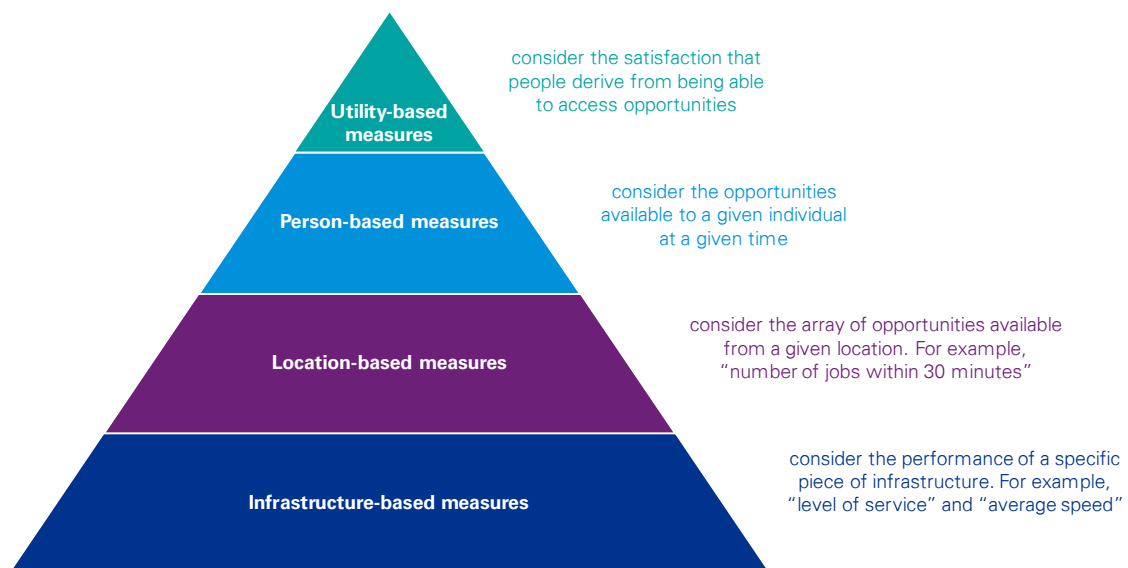 Utility-based
measures
consider the satisfaction that
people derive from being able
to access opportunities
Person-based measures
consider the opportunities
available to a given individual
at a given time
Location-based measures
consider the array of opportunities available
from a given location. For example,
“number of jobs within 30 minutes”
Infrastructure-based measures
consider the performance of a specific
piece of infrastructure. For example,
“level of service” and “average speed”